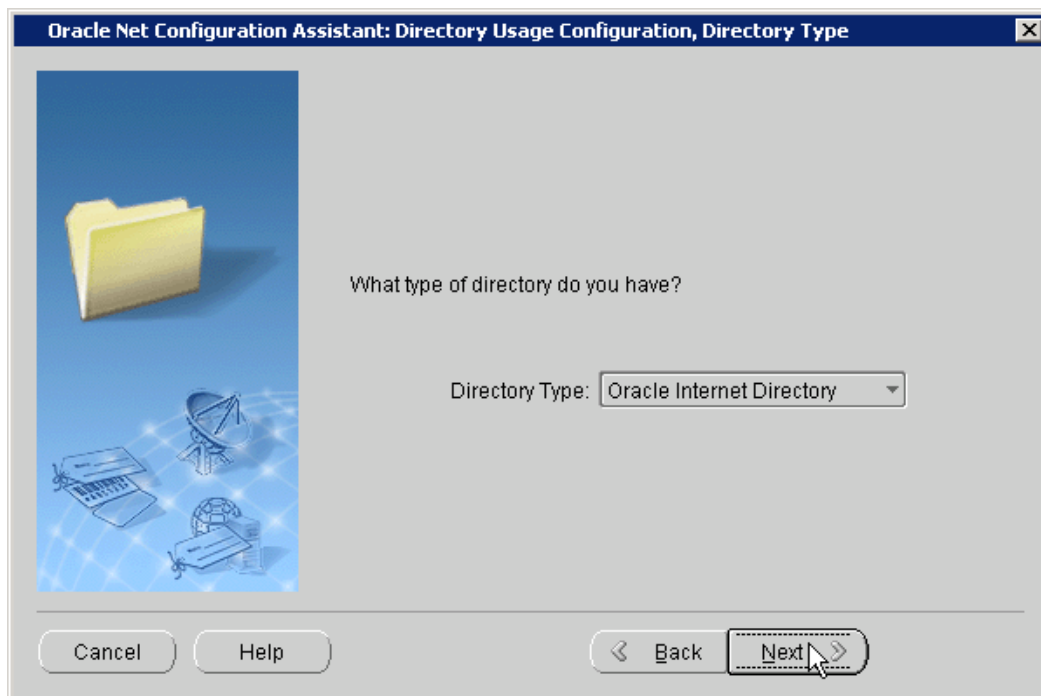 Oracle Net Configuration Assistant: Directory Usage Configuration, Directory Type
What type of directory do you have?
Directory Type: Oracle Internet Directory
Cancel Help Back Next